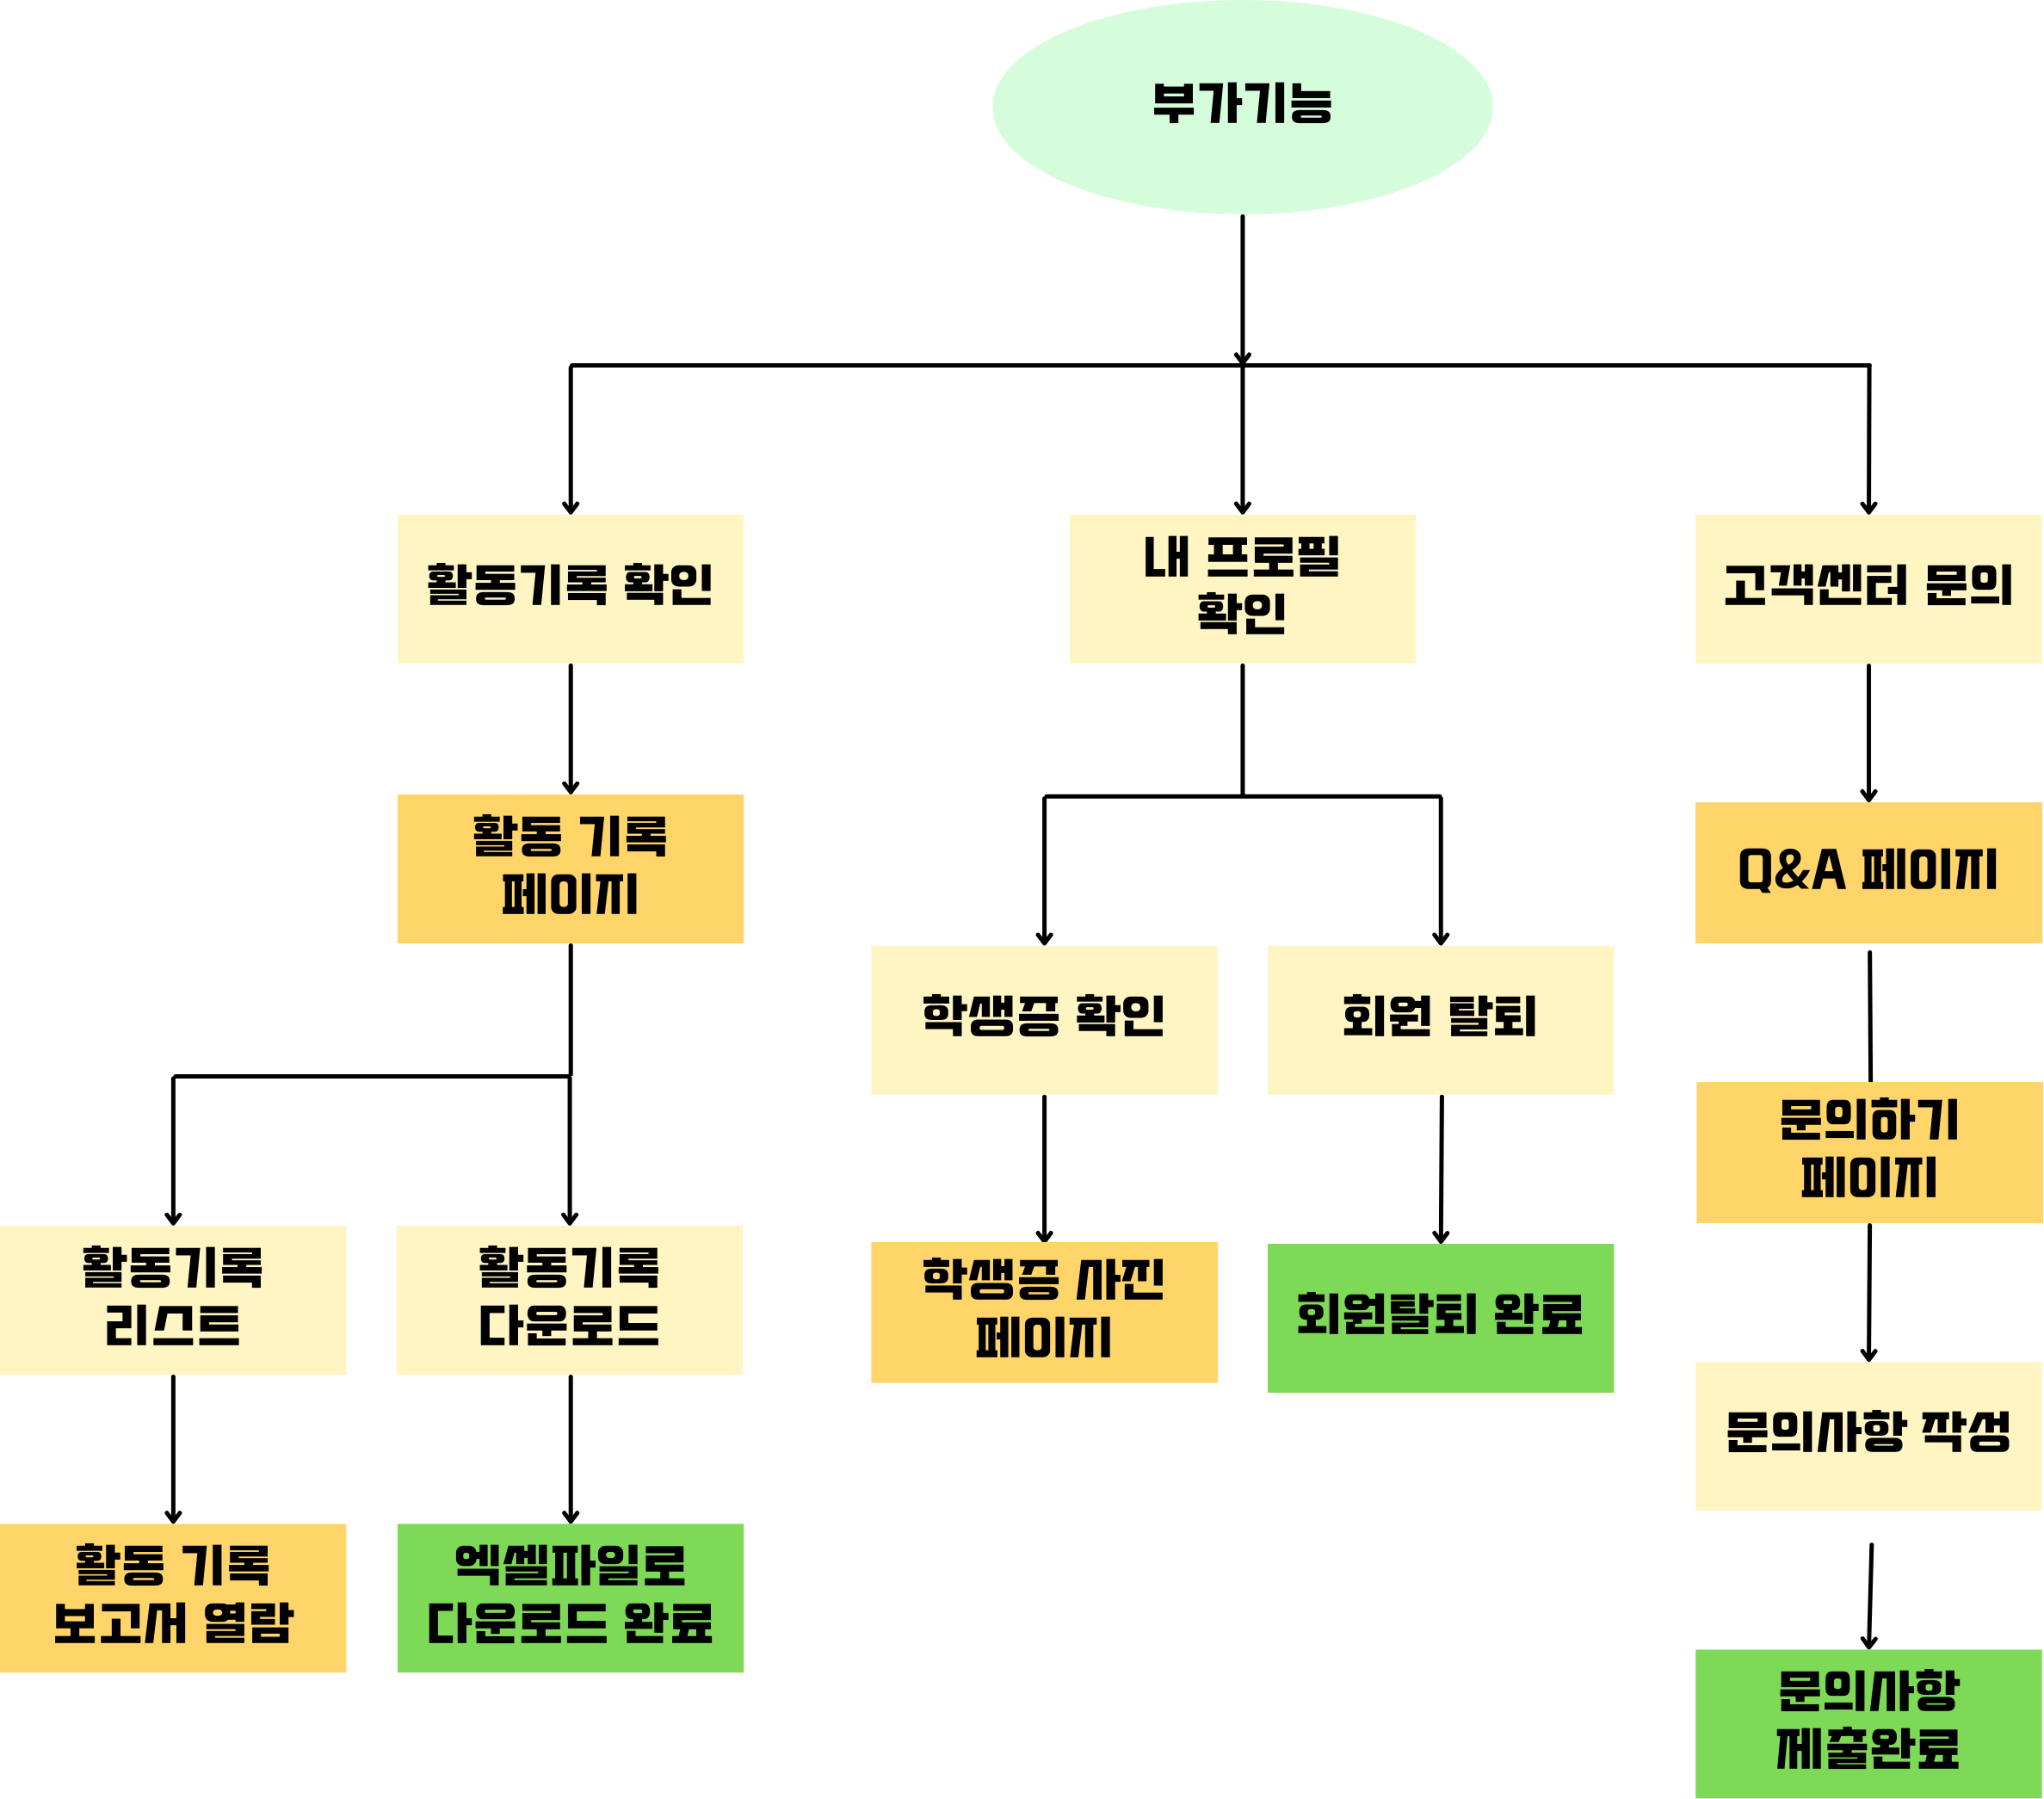 부가기능
활동기록 확인
내 프로필
확인
고객센터 문의
활동 기록
페이지
Q&A 페이지
학생증 확인
회원 탈퇴
문의하기
페이지
활동기록
리스트
활동기록
다운로드
학생증 사진
페이지
회원탈퇴 완료
문의사항 작성
활동 기록
보고서 열람
엑셀파일로
다운로드 완료
문의사항
제출완료